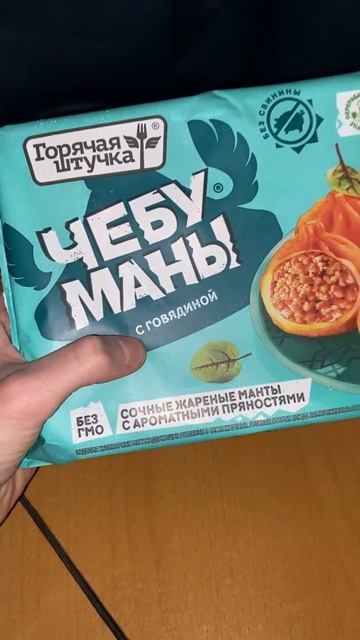 Горячая
штучка®
БЕЗ СВИНИНЫ
ЧЕБУ
МАНЫ®
С ГОВЯДИНОЙ
БЕЗ
ГМО
СОЧНЫЕ ЖАРЕНЫЕ МАНТЫ
С АРОМАТНЫМИ ПРЯНОСТЯМИ